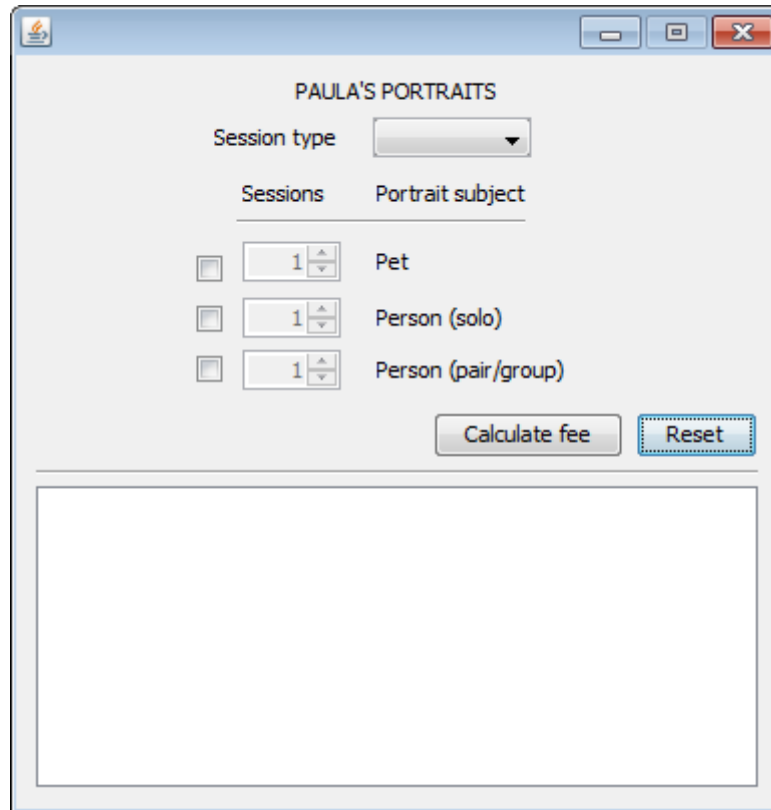 PAULA'S PORTRAITS
Session type
Sessions Portrait subject
1 Pet
1 Person (solo)
1 Person (pair/group)
Calculate fee Reset